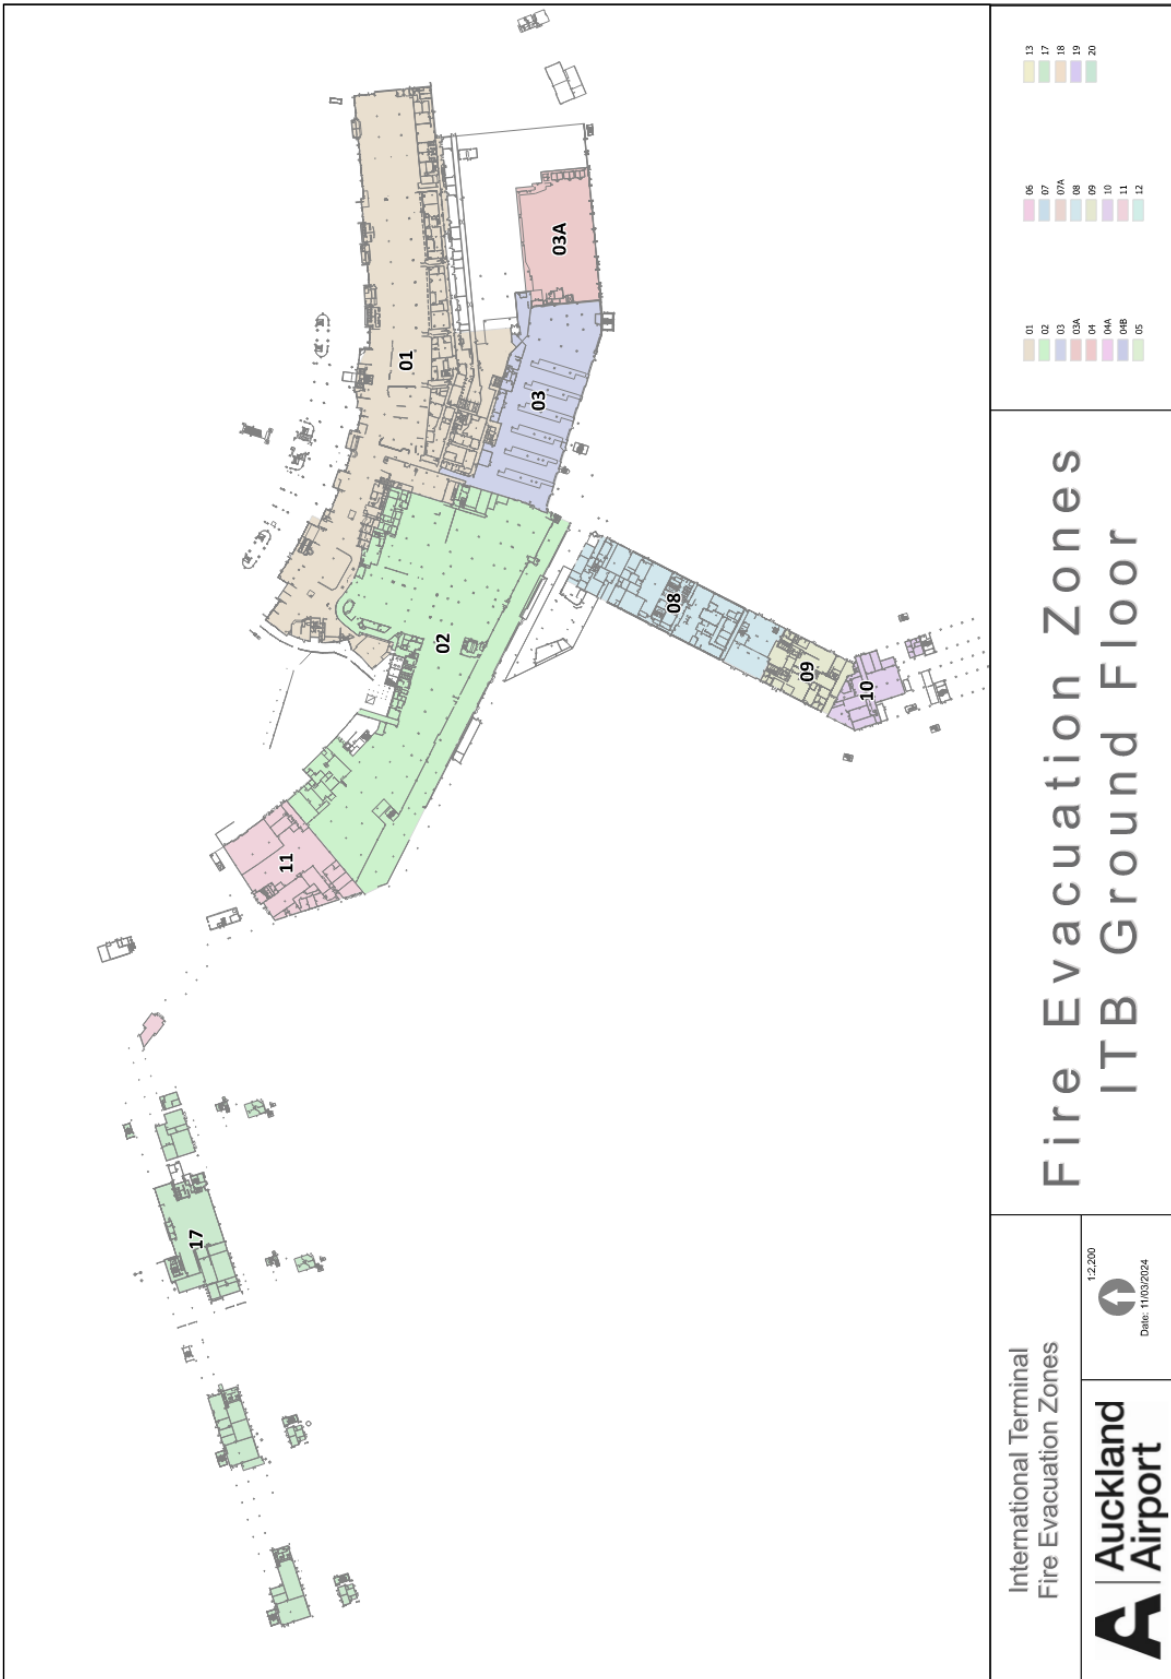 01
02
03
03A
08
09
10
11
17
International Terminal
Fire Evacuation Zones
Auckland
Airport
1:2,200
Date: 11/03/2024
Fire Evacuation Zones
ITB Ground Floor
01
02
03
03A
04
04A
04B
05
06
07
07A
08
09
10
11
12
13
17
18
19
20